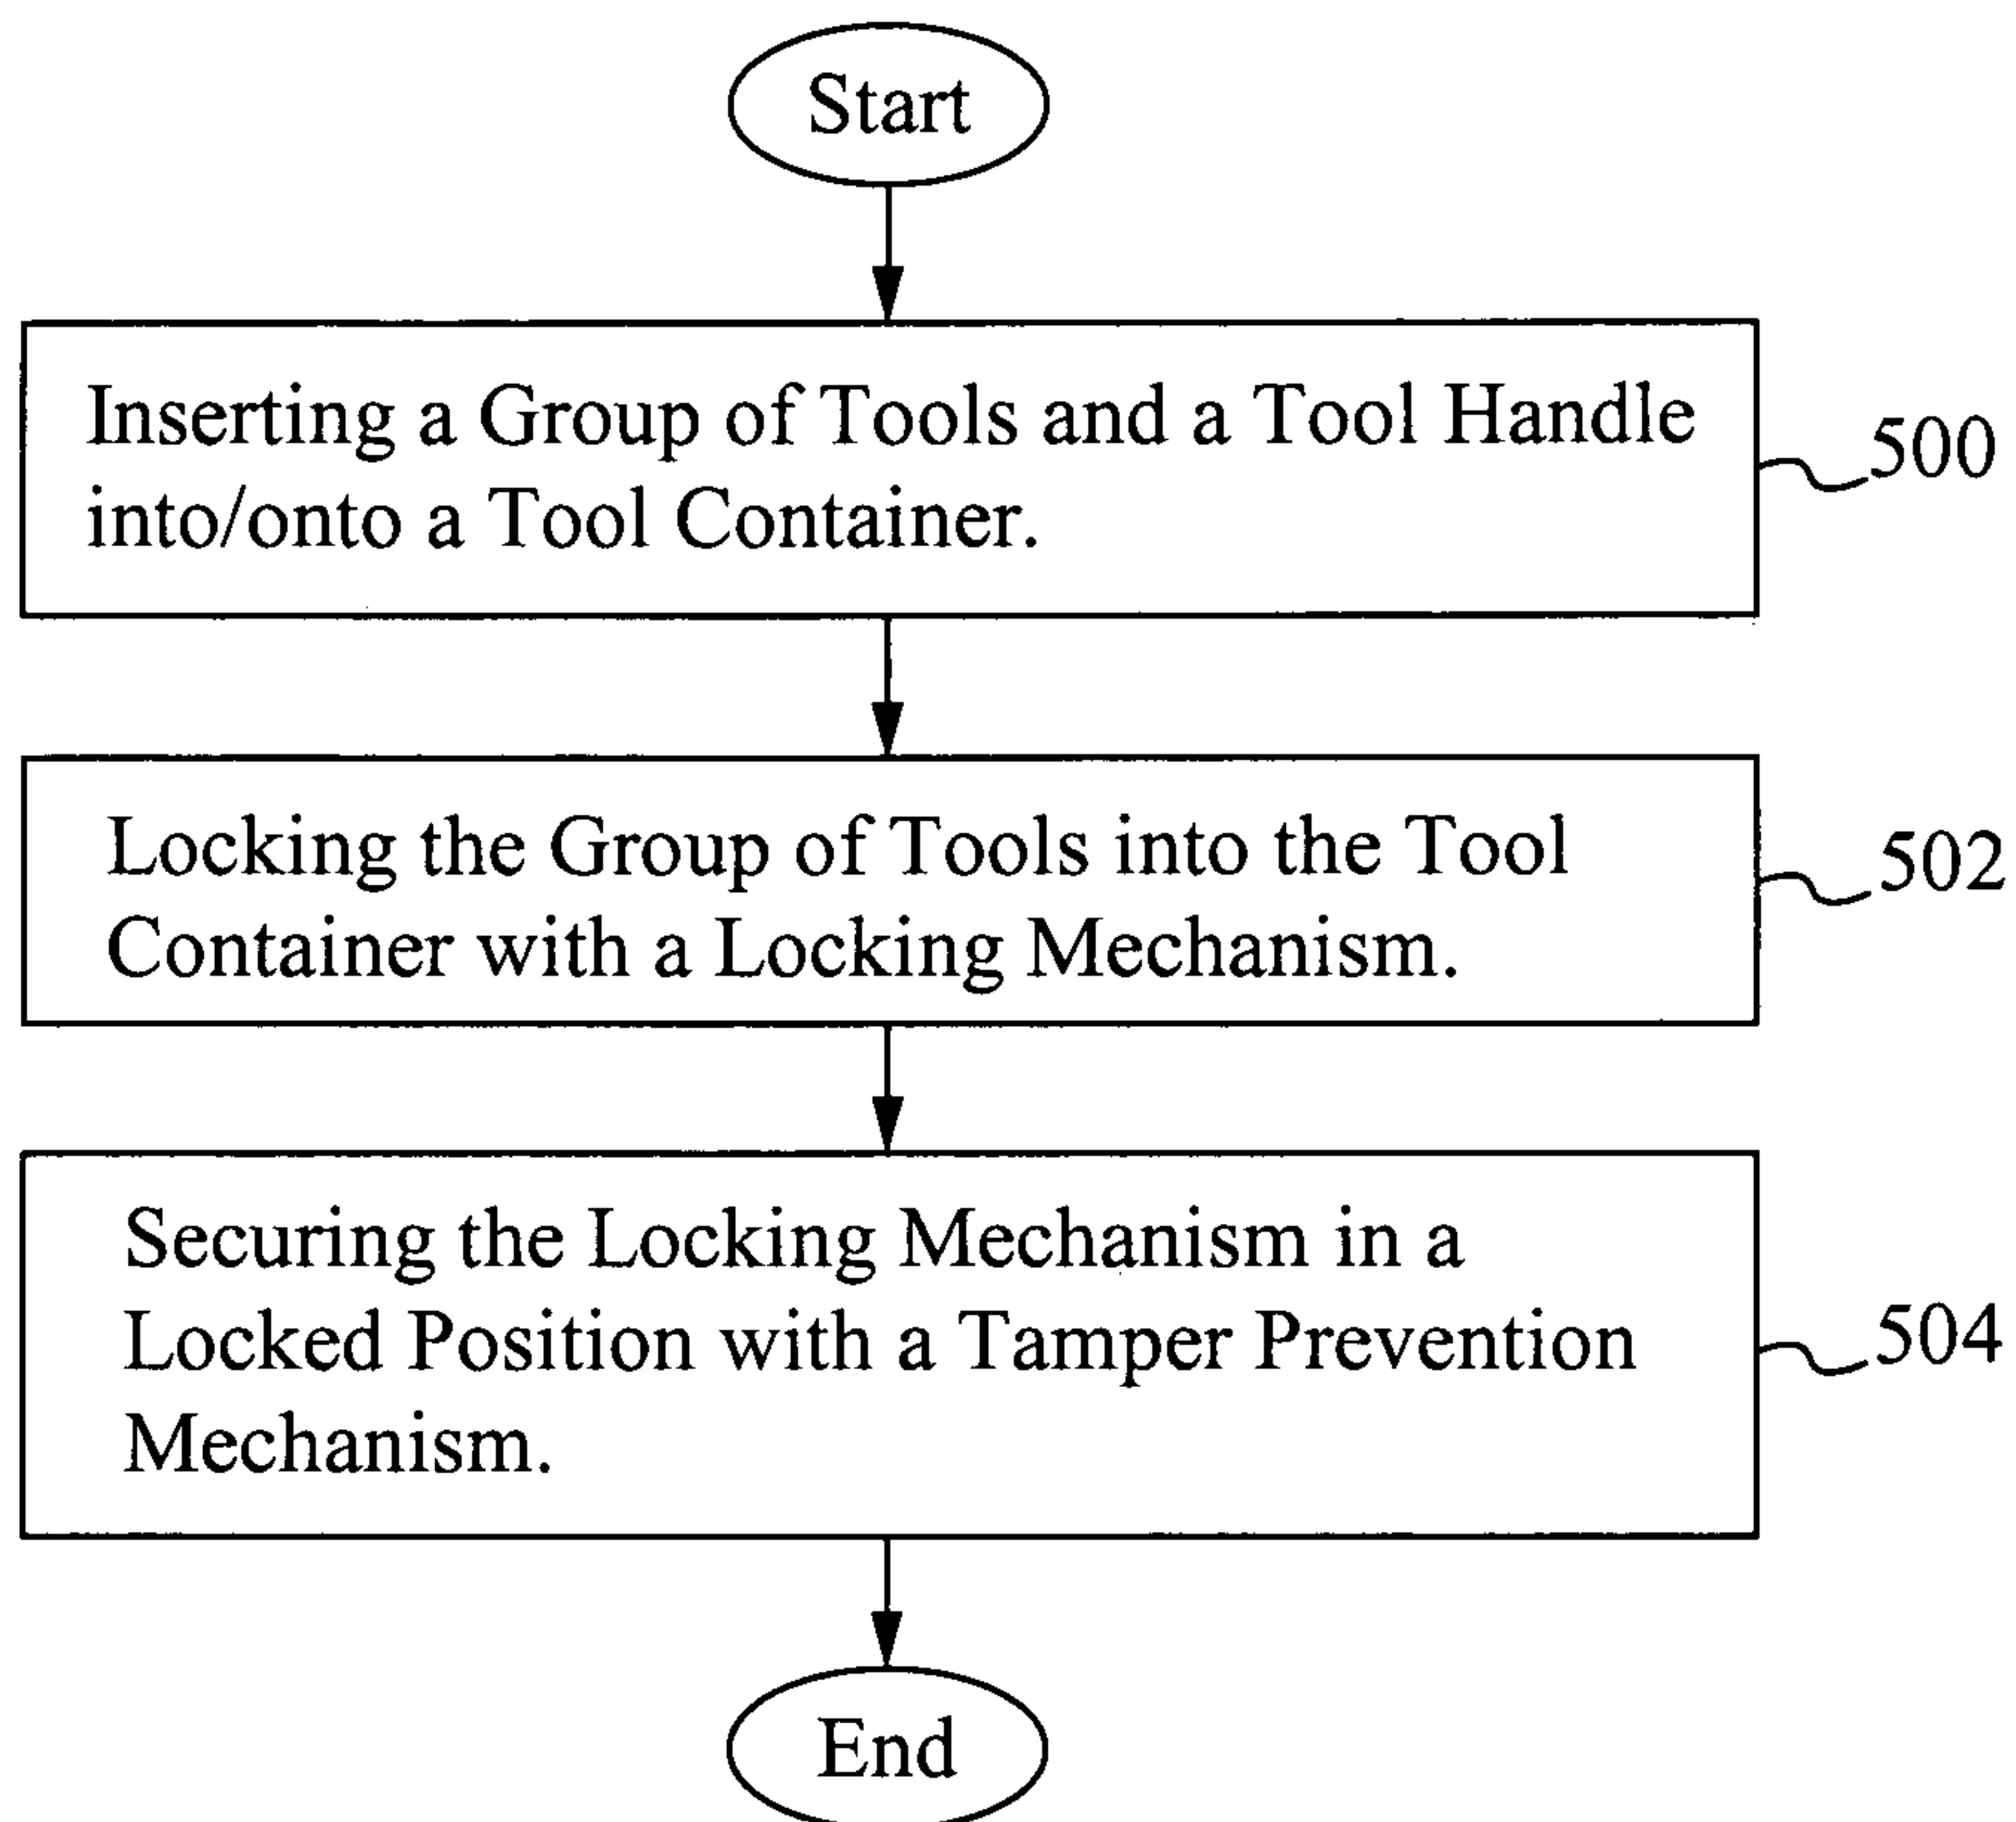 Start
Inserting a Group of Tools and a Tool Handle
into/onto a Tool Container.
500
Locking the Group of Tools into the Tool
Container with a Locking Mechanism.
502
Securing the Locking Mechanism in a
Locked Position with a Tamper Prevention
Mechanism.
504
End